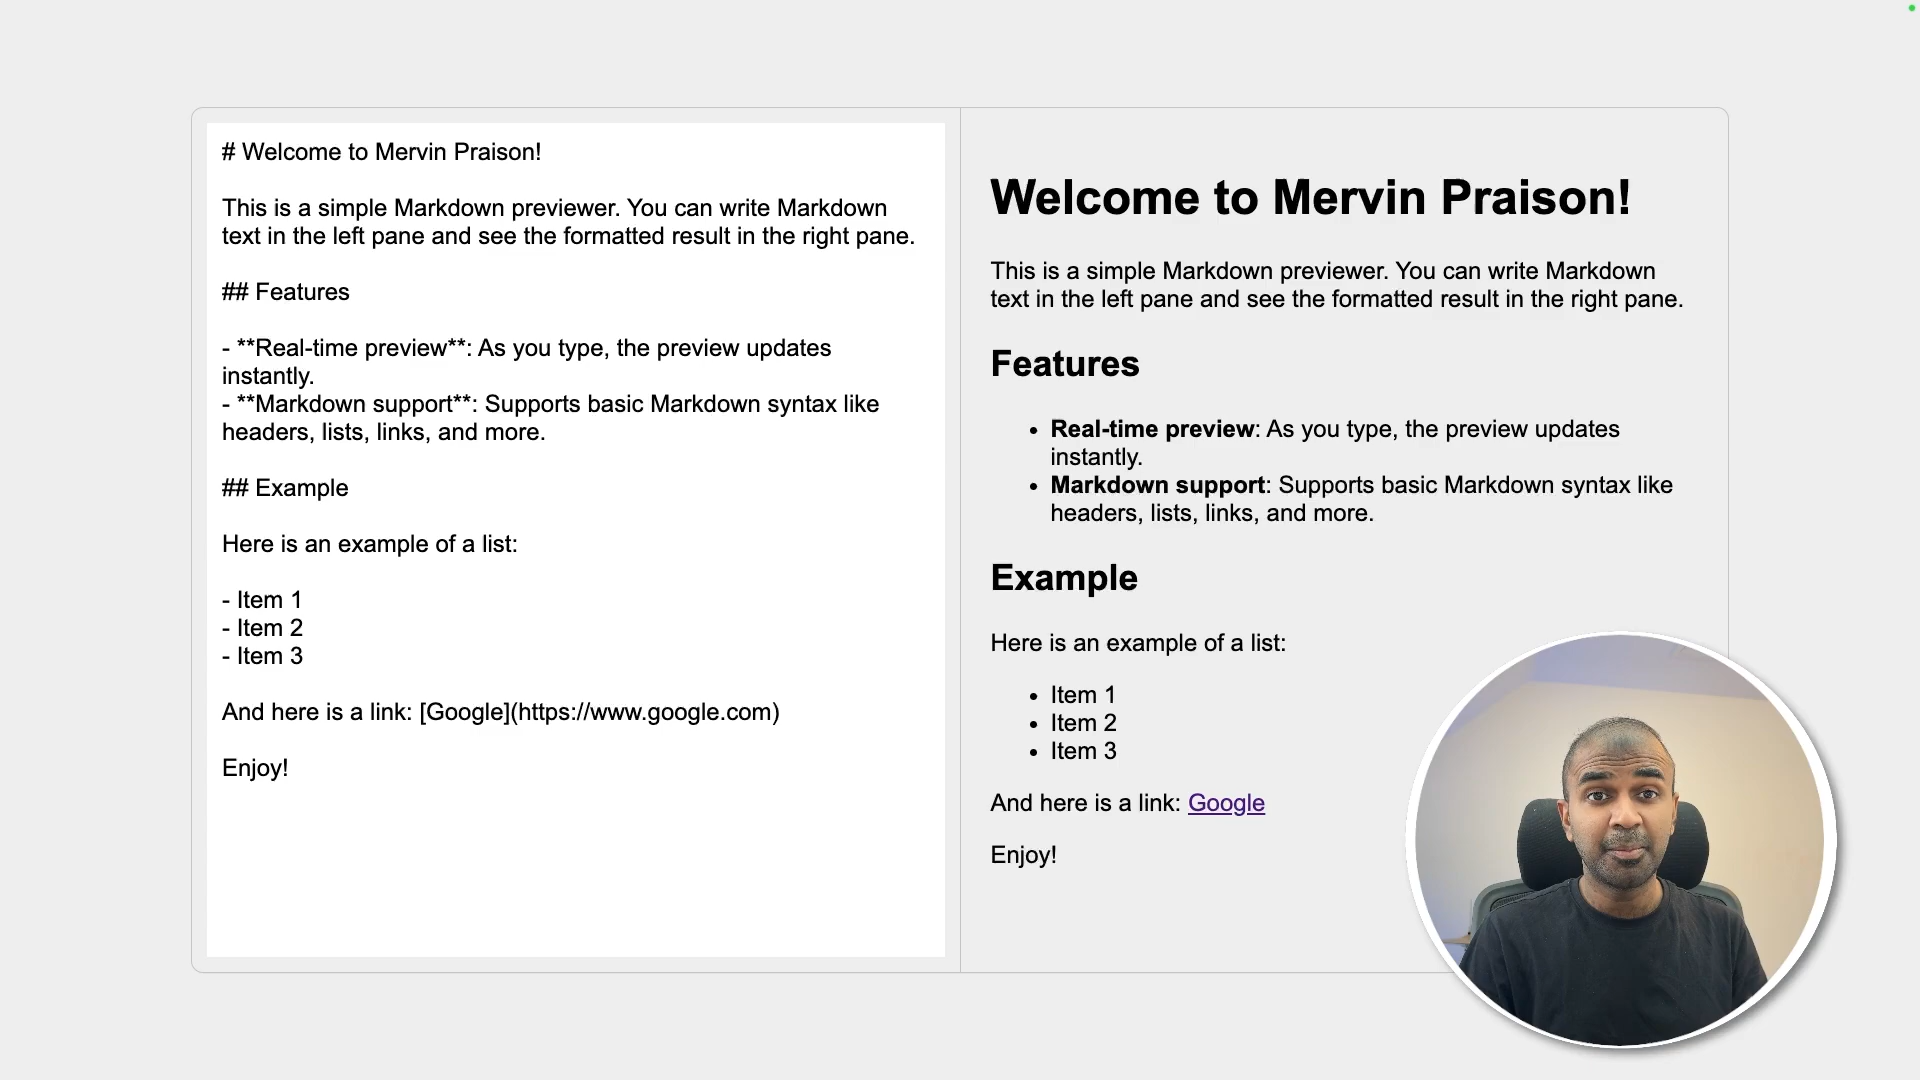 # Welcome to Mervin Praison!
This is a simple Markdown previewer. You can write Markdown
text in the left pane and see the formatted result in the right pane.
## Features
- **Real-time preview**: As you type, the preview updates
instantly.
- **Markdown support**: Supports basic Markdown syntax like
headers, lists, links, and more.
## Example
Here is an example of a list:
- Item 1
- Item 2
- Item 3
And here is a link: [Google](https://www.google.com)
Enjoy!
Welcome to Mervin Praison!
This is a simple Markdown previewer. You can write Markdown
text in the left pane and see the formatted result in the right pane.
Features
• Real-time preview: As you type, the preview updates
instantly.
• Markdown support: Supports basic Markdown syntax like
headers, lists, links, and more.
Example
Here is an example of a list:
• Item 1
• Item 2
• Item 3
And here is a link: Google
Enjoy!